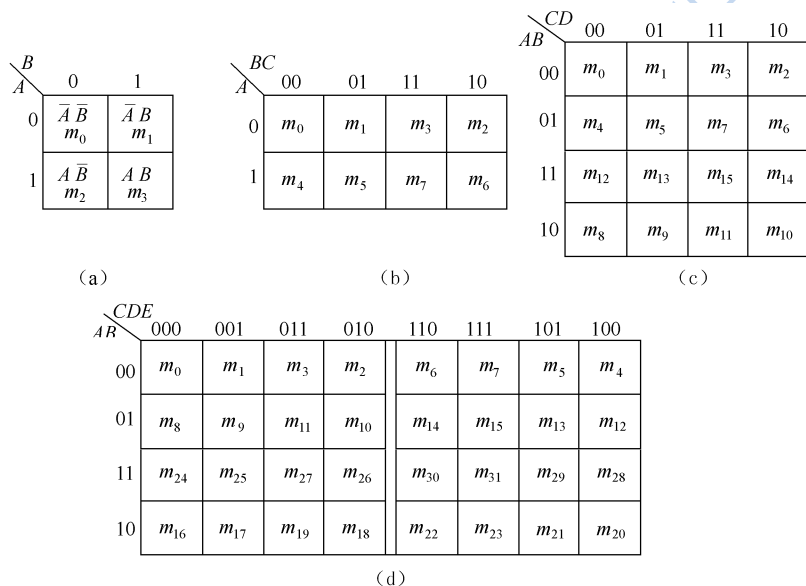 B
A
0 1
0 A̅ B̅ A̅ B
m₀ m₁
1 A B̅ A B
m₂ m₃
(a)
BC
A
00 01 11 10
0 m₀ m₁ m₃ m₂
1 m₄ m₅ m₇ m₆
(b)
CD
AB
00 01 11 10
00 m₀ m₁ m₃ m₂
01 m₄ m₅ m₇ m₆
11 m₁₂ m₁₃ m₁₅ m₁₄
10 m₈ m₉ m₁₁ m₁₀
(c)
CDE
AB
000 001 011 010 110 111 101 100
00 m₀ m₁ m₃ m₂ m₆ m₇ m₅ m₄
01 m₈ m₉ m₁₁ m₁₀ m₁₄ m₁₅ m₁₃ m₁₂
11 m₂₄ m₂₅ m₂₇ m₂₆ m₃₀ m₃₁ m₂₉ m₂₈
10 m₁₆ m₁₇ m₁₉ m₁₈ m₂₂ m₂₃ m₂₁ m₂₀
(d)